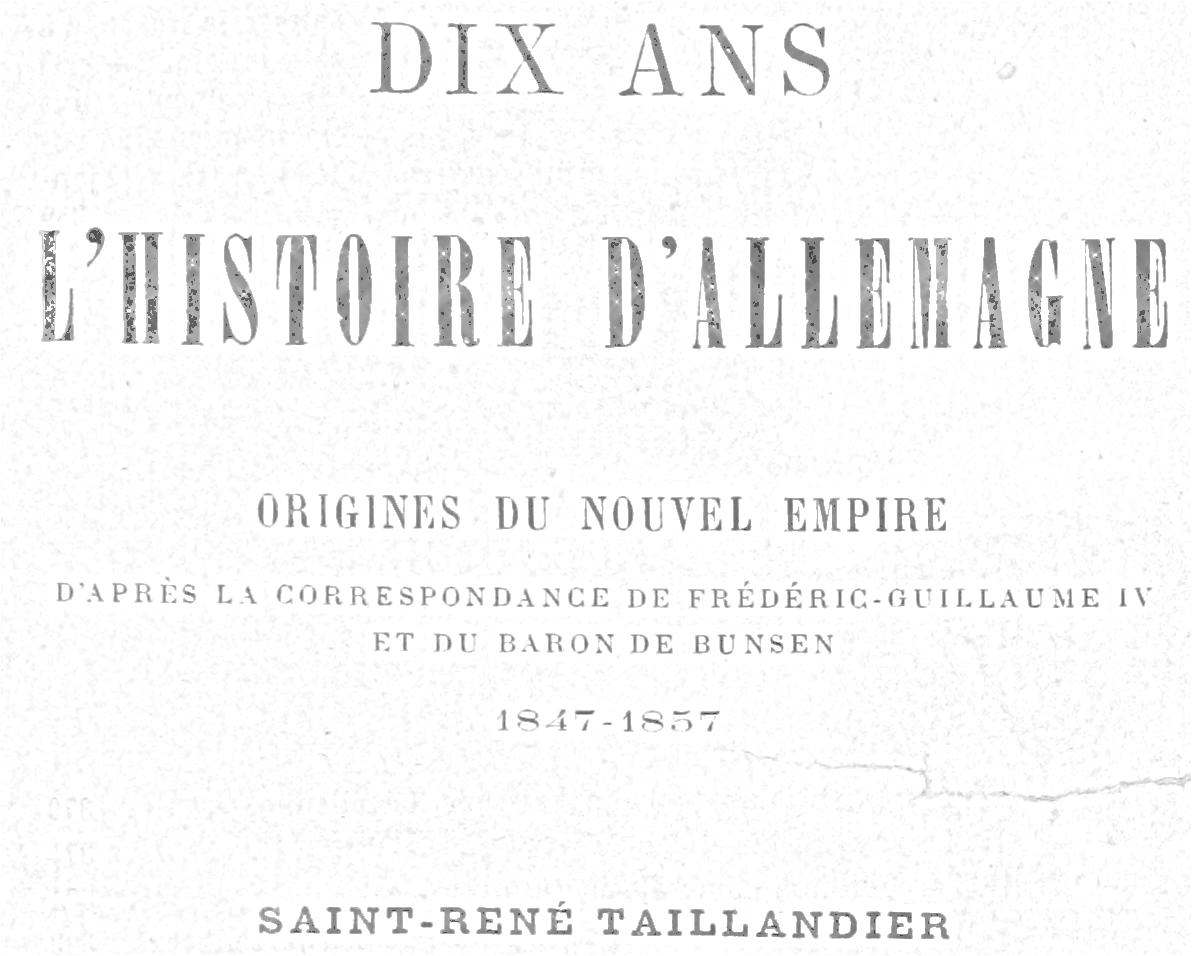 DIX ANS
L'HISTOIRE D'ALLEMAGNE
ORIGINES DU NOUVEL EMPIRE
D'APRÈS LA CORRESPONDANCE DE FRÉDÉRIC-GUILLAUME IV
ET DU BARON DE BUNSEN
1847-1857
SAINT-RENÉ TAILLANDIER